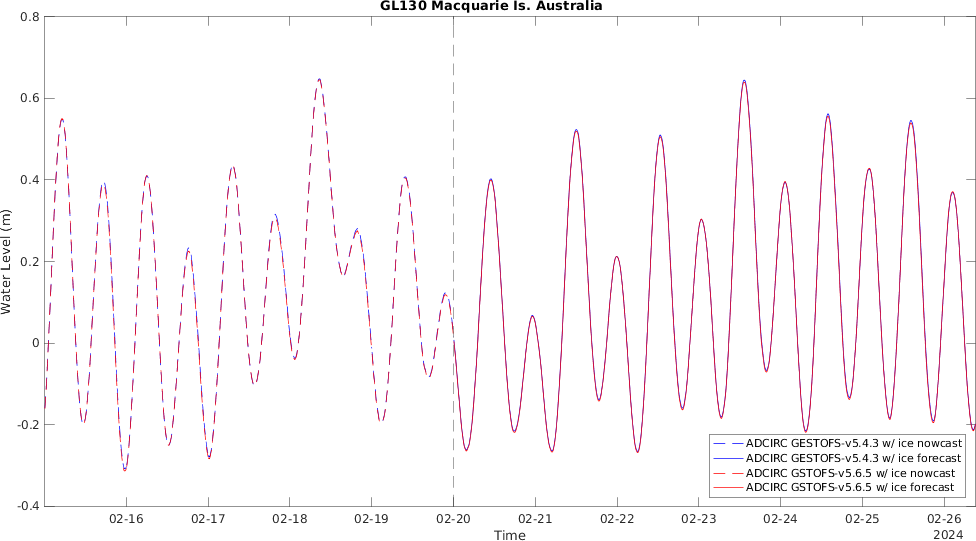 GL130 Macquarie Is. Australia
Water Level (m)
0.8
0.6
0.4
0.2
0
-0.2
-0.4
02-16 02-17 02-18 02-19 02-20 02-21 02-22 02-23 02-24 02-25 02-26
2024
Time
ADCIRC GESTOFS-v5.4.3 w/ ice nowcast
ADCIRC GESTOFS-v5.4.3 w/ ice forecast
ADCIRC GSTOFS-v5.6.5 w/ ice nowcast
ADCIRC GSTOFS-v5.6.5 w/ ice forecast